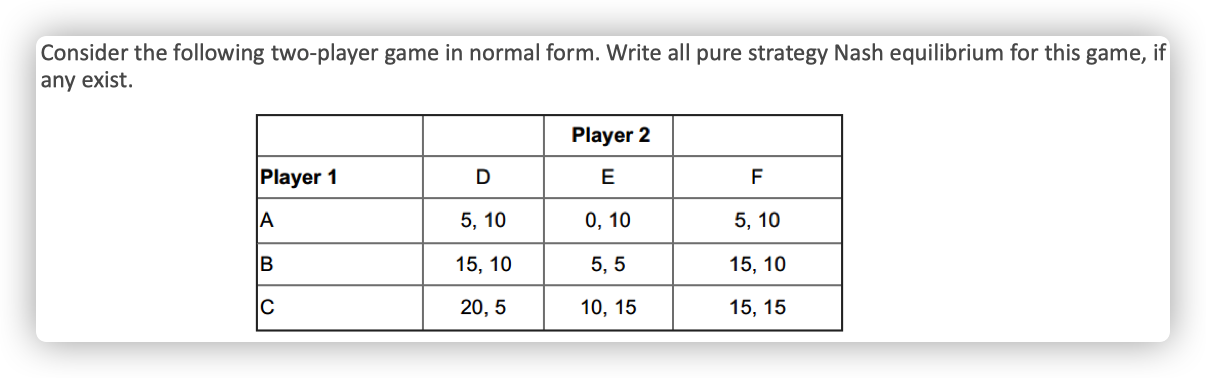 Consider the following two-player game in normal form. Write all pure strategy Nash equilibrium for this game, if
any exist.
Player 2
Player 1 D E F
A 5, 10 0, 10 5, 10
B 15, 10 5, 5 15, 10
C 20, 5 10, 15 15, 15